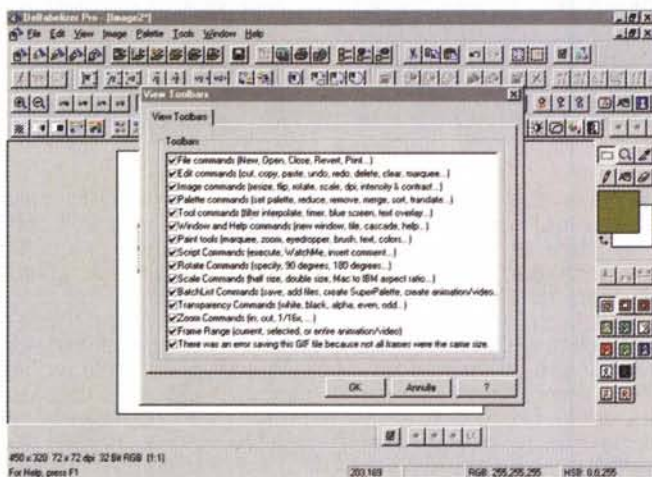 DeBabelizer Pro - [Image2*]
File Edit View Image Palette Tools Window Help
View Toolbars
View Toolbars
Toolbars
File commands (New, Open, Close, Revert, Print...)
Edit commands (cut, copy, paste, undo, redo, delete, clear, marquee...)
Image commands (resize, flip, rotate, scale, dpi, intensity & contrast...)
Palette commands (set palette, reduce, remove, merge, sort, translate...)
Tool commands (filter interpolate, timer, blue screen, text overlay...)
Window and Help commands (new window, tile, cascade, help...)
Paint tools (marquee, zoom, eyedropper, brush, text, colors...)
Script Commands (execute, WatchMe, insert comment...)
Rotate Commands (specify, 90 degrees, 180 degrees...)
Scale Commands (half size, double size, Mac to IBM aspect ratio...)
BatchList Commands (save, add files, create SuperPalette, create animation/video...
Transparency Commands (white, black, alpha, even, odd...)
Zoom Commands (in, out, 1/16x, ...)
Frame Range (current, selected, or entire animation/video)
There was an error saving this GIF file because not all frames were the same size.
OK Annulla ?
450 x 320 72 x 72 dpi 32 Bit RGB (1:1)
For Help, press F1 203,169 RGB: 255,255,255 HSB: 0,0,255